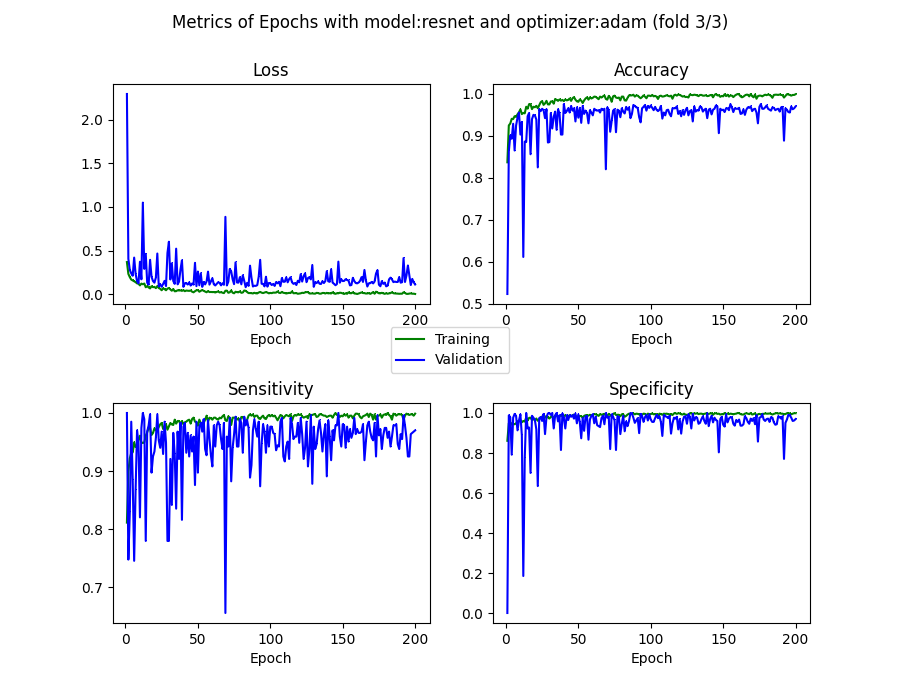 Metrics of Epochs with model:resnet and optimizer:adam (fold 3/3)
Loss
2.0
1.5
1.0
0.5
0.0
0 50 100 150 200
Epoch
Accuracy
1.0
0.9
0.8
0.7
0.6
0.5
0 50 100 150 200
Epoch
Training
Validation
Sensitivity
1.0
0.9
0.8
0.7
0 50 100 150 200
Epoch
Specificity
1.0
0.8
0.6
0.4
0.2
0.0
0 50 100 150 200
Epoch